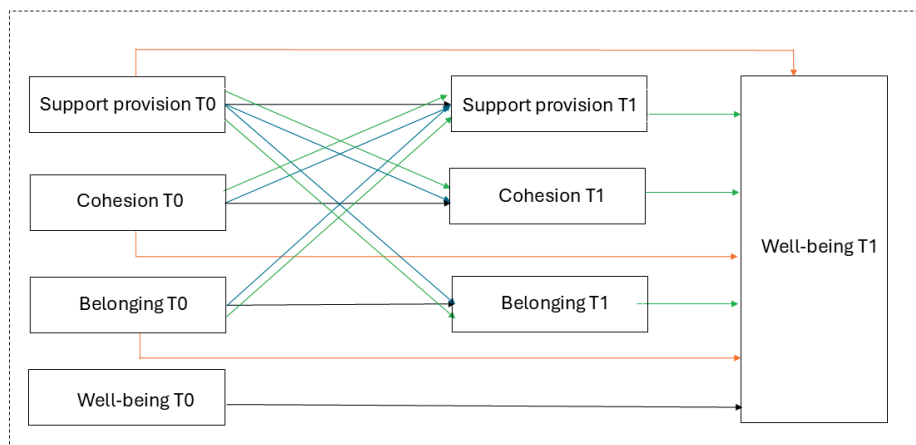 Support provision T0
Support provision T1
Cohesion T0
Cohesion T1
Well-being T1
Belonging T0
Belonging T1
Well-being T0